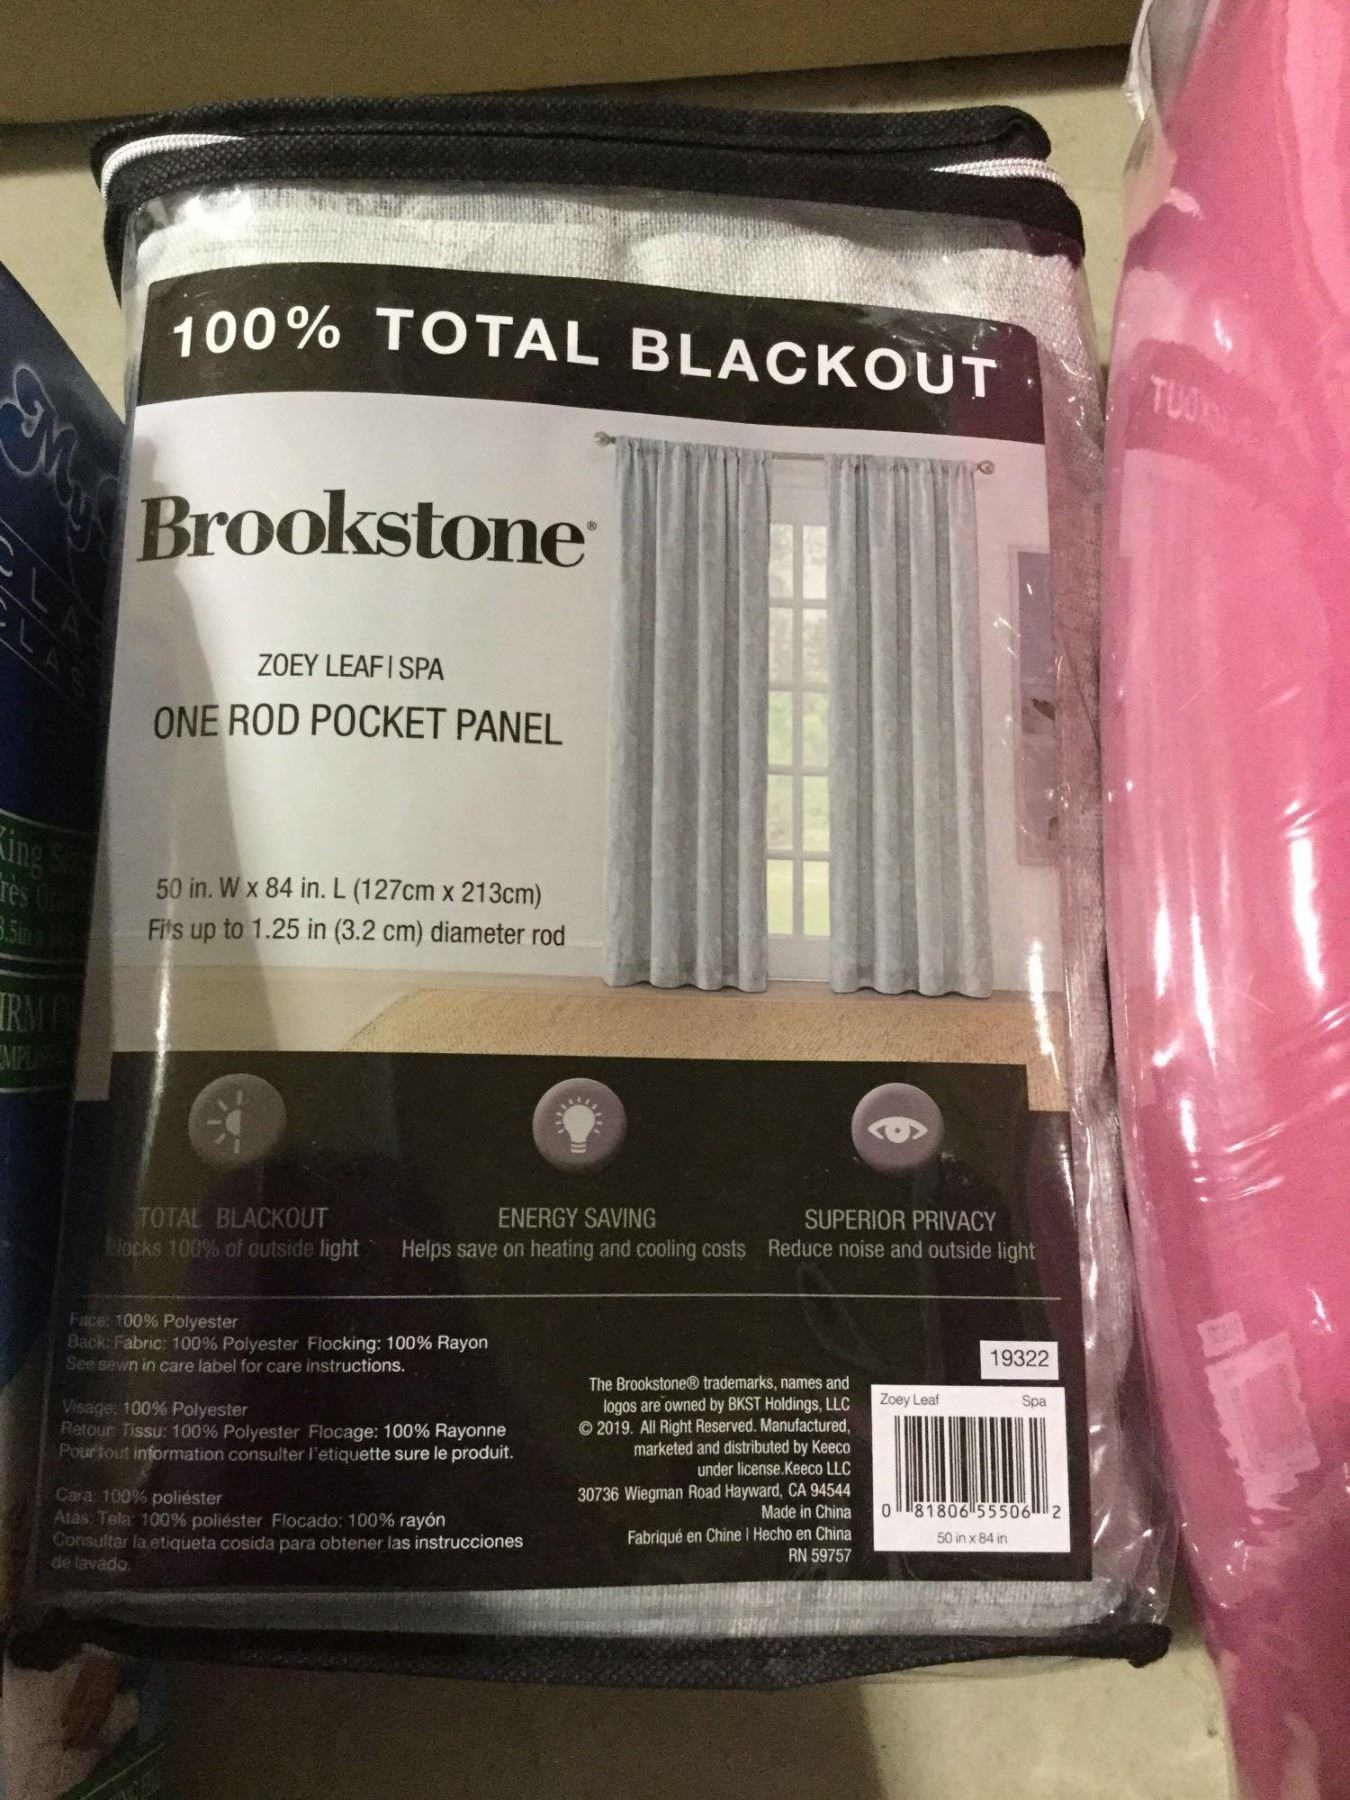 100% TOTAL BLACKOUT
Brookstone®
ZOEY LEAF | SPA
ONE ROD POCKET PANEL
50 in. W x 84 in. L (127cm x 213cm)
Fits up to 1.25 in (3.2 cm) diameter rod
TOTAL BLACKOUT
Blocks 100% of outside light
ENERGY SAVING
Helps save on heating and cooling costs
SUPERIOR PRIVACY
Reduce noise and outside light
Face: 100% Polyester
Back: Fabric: 100% Polyester Flocking: 100% Rayon
See sewn in care label for care instructions.
Visage: 100% Polyester
Retour: Tissu: 100% Polyester Flocage: 100% Rayonne
Pour tout information consulter l'etiquette sure le produit.
Cara: 100% poliéster
Atás: Tela: 100% poliéster Flocado: 100% rayón
Consultar la etiqueta cosida para obtener las instrucciones
de lavado.
The Brookstone® trademarks, names and
logos are owned by BKST Holdings, LLC
© 2019. All Right Reserved. Manufactured,
marketed and distributed by Keeco
under license.Keeco LLC
30736 Wiegman Road Hayward, CA 94544
Made in China
Fabriqué en Chine | Hecho en China
RN 59757
19322
Zoey Leaf Spa
0 81806 55506 2
50 in x 84 in
My
CLA
CLAS
King Size